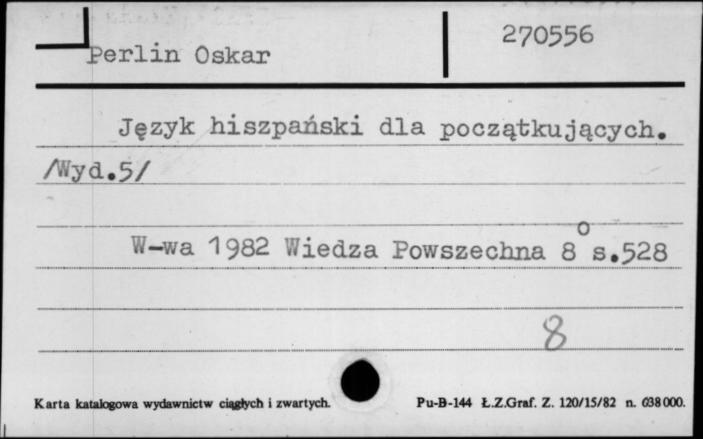 270556
Perlin Oskar
Język hiszpański dla początkujących.
/Wyd.5/
W-wa 1982 Wiedza Powszechna 8° s.528
8
Karta katalogowa wydawnictw ciągłych i zwartych.
Pu-B-144 Ł.Z.Graf. Z. 120/15/82 n. 638000.